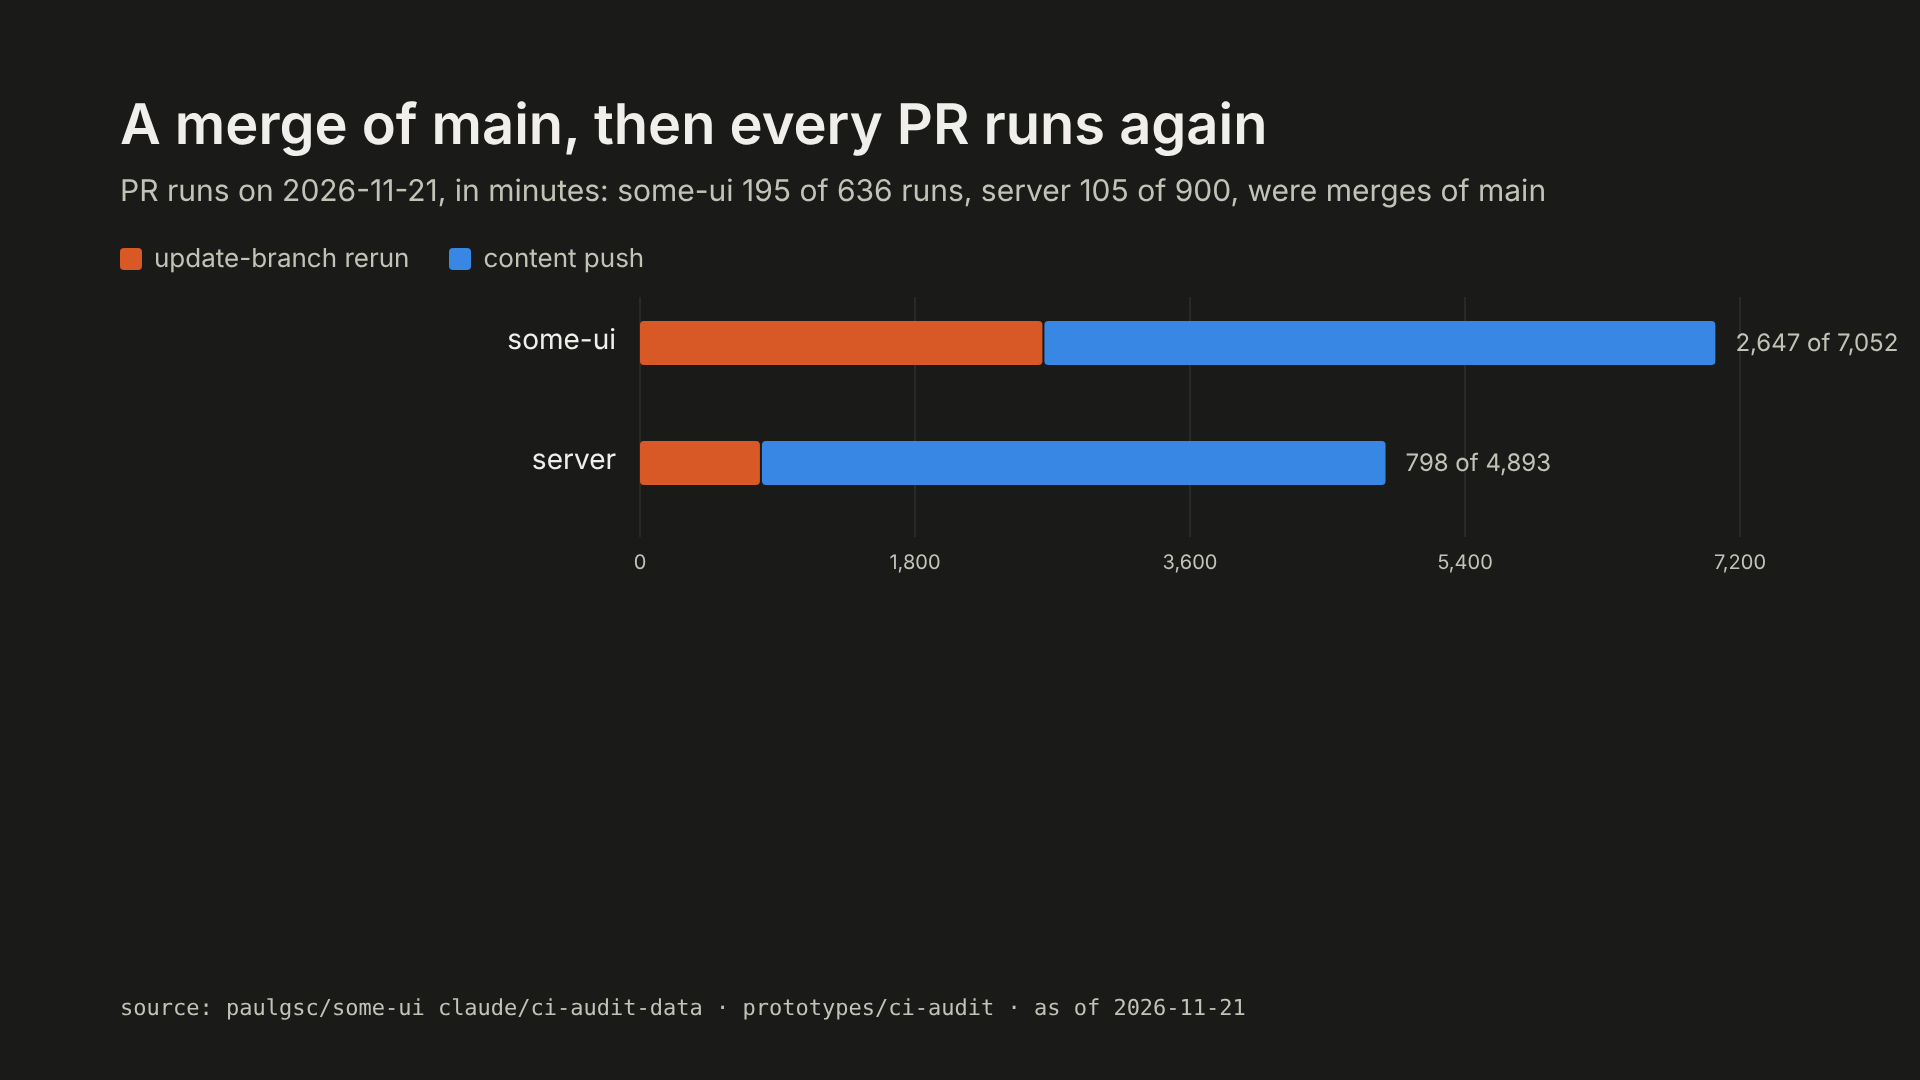 A merge of main, then every PR runs again
PR runs on 2026-11-21, in minutes: some-ui 195 of 636 runs, server 105 of 900, were merges of main
update-branch rerun content push
some-ui 2,647 of 7,052
server 798 of 4,893
0 1,800 3,600 5,400 7,200
source: paulgsc/some-ui claude/ci-audit-data · prototypes/ci-audit · as of 2026-11-21